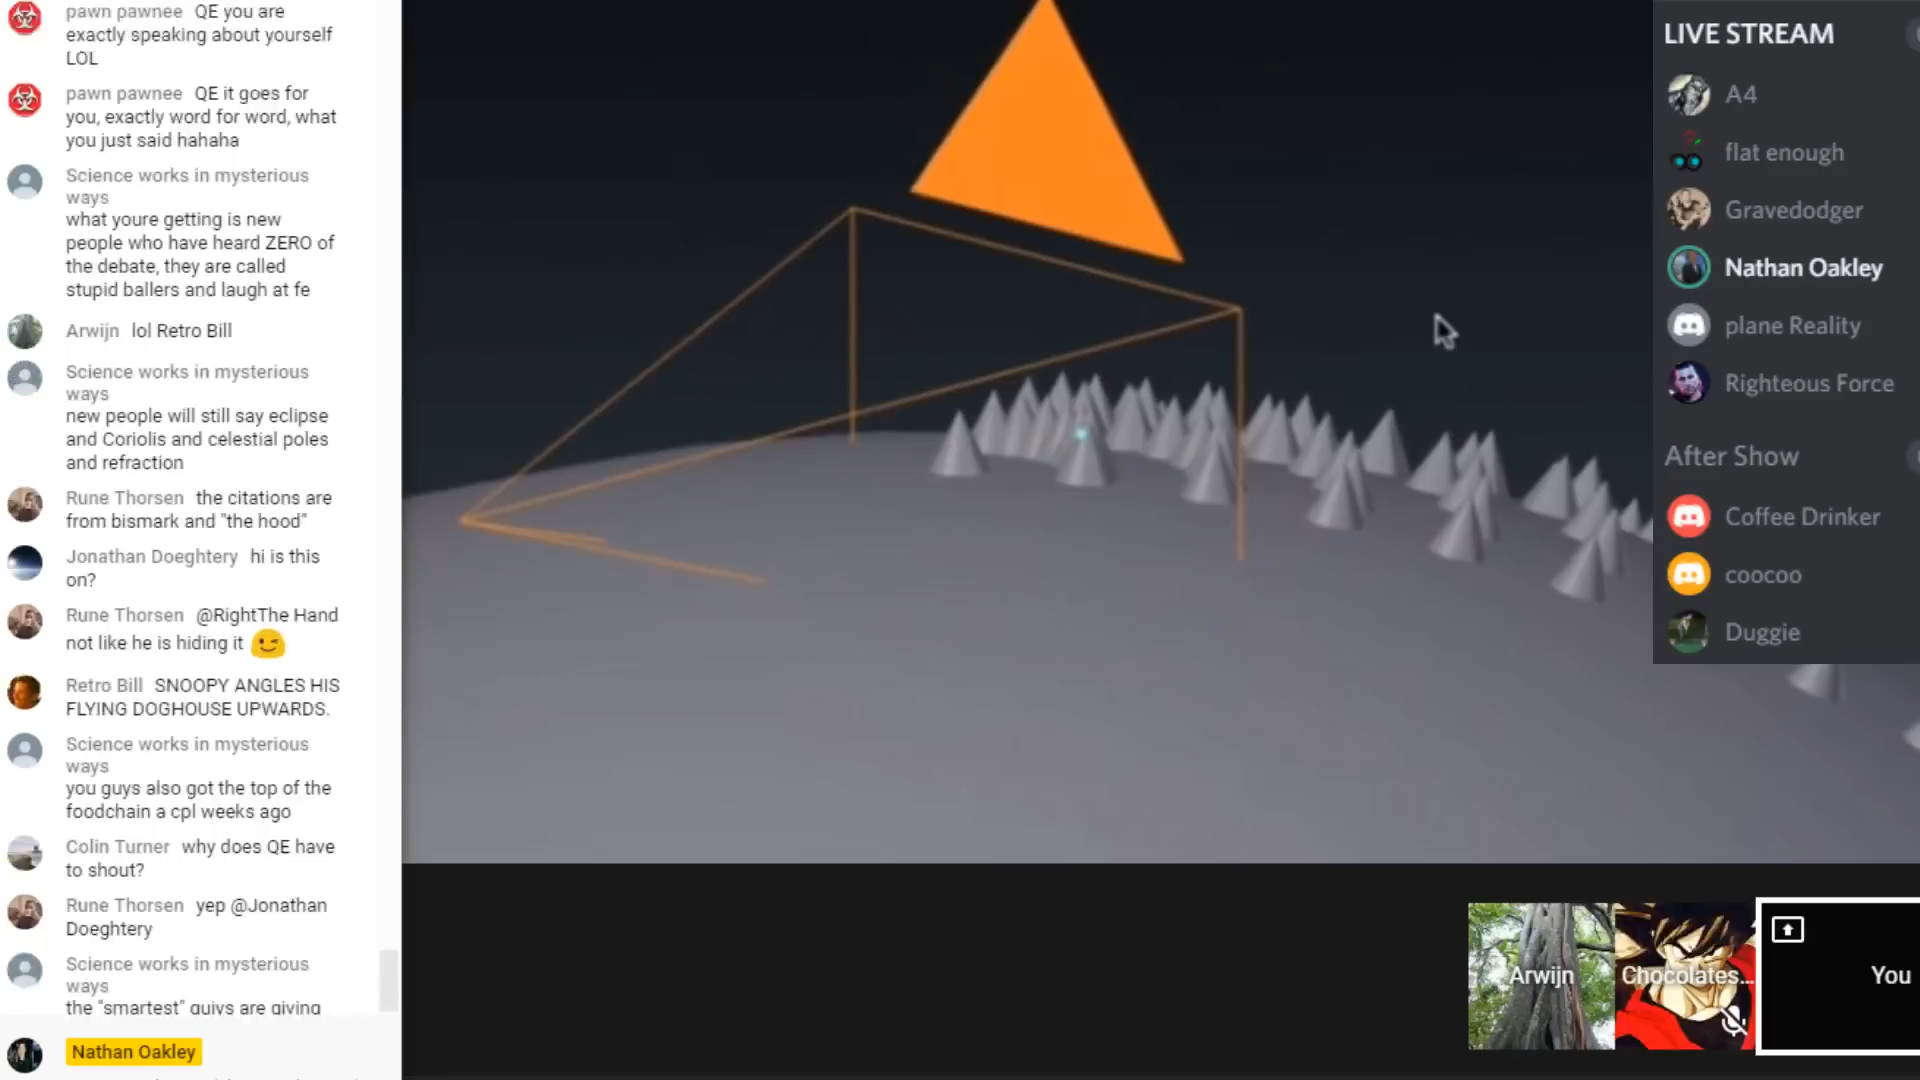 pawn pawnee QE you are
exactly speaking about yourself
LOL
pawn pawnee QE it goes for
you, exactly word for word, what
you just said hahaha
Science works in mysterious
ways
what youre getting is new
people who have heard ZERO of
the debate, they are called
stupid ballers and laugh at fe
Arwijn lol Retro Bill
Science works in mysterious
ways
new people will still say eclipse
and Coriolis and celestial poles
and refraction
Rune Thorsen the citations are
from bismark and "the hood"
Jonathan Doeghtery hi is this
on?
Rune Thorsen @RightThe Hand
not like he is hiding it
Retro Bill SNOOPY ANGLES HIS
FLYING DOGHOUSE UPWARDS.
Science works in mysterious
ways
you guys also got the top of the
foodchain a cpl weeks ago
Colin Turner why does QE have
to shout?
Rune Thorsen yep @Jonathan
Doeghtery
Science works in mysterious
ways
the "smartest" guys are giving
Nathan Oakley
LIVE STREAM
A4
flat enough
Gravedodger
Nathan Oakley
plane Reality
Righteous Force
After Show
Coffee Drinker
coocoo
Duggie
Arwijn
Chocolates...
You